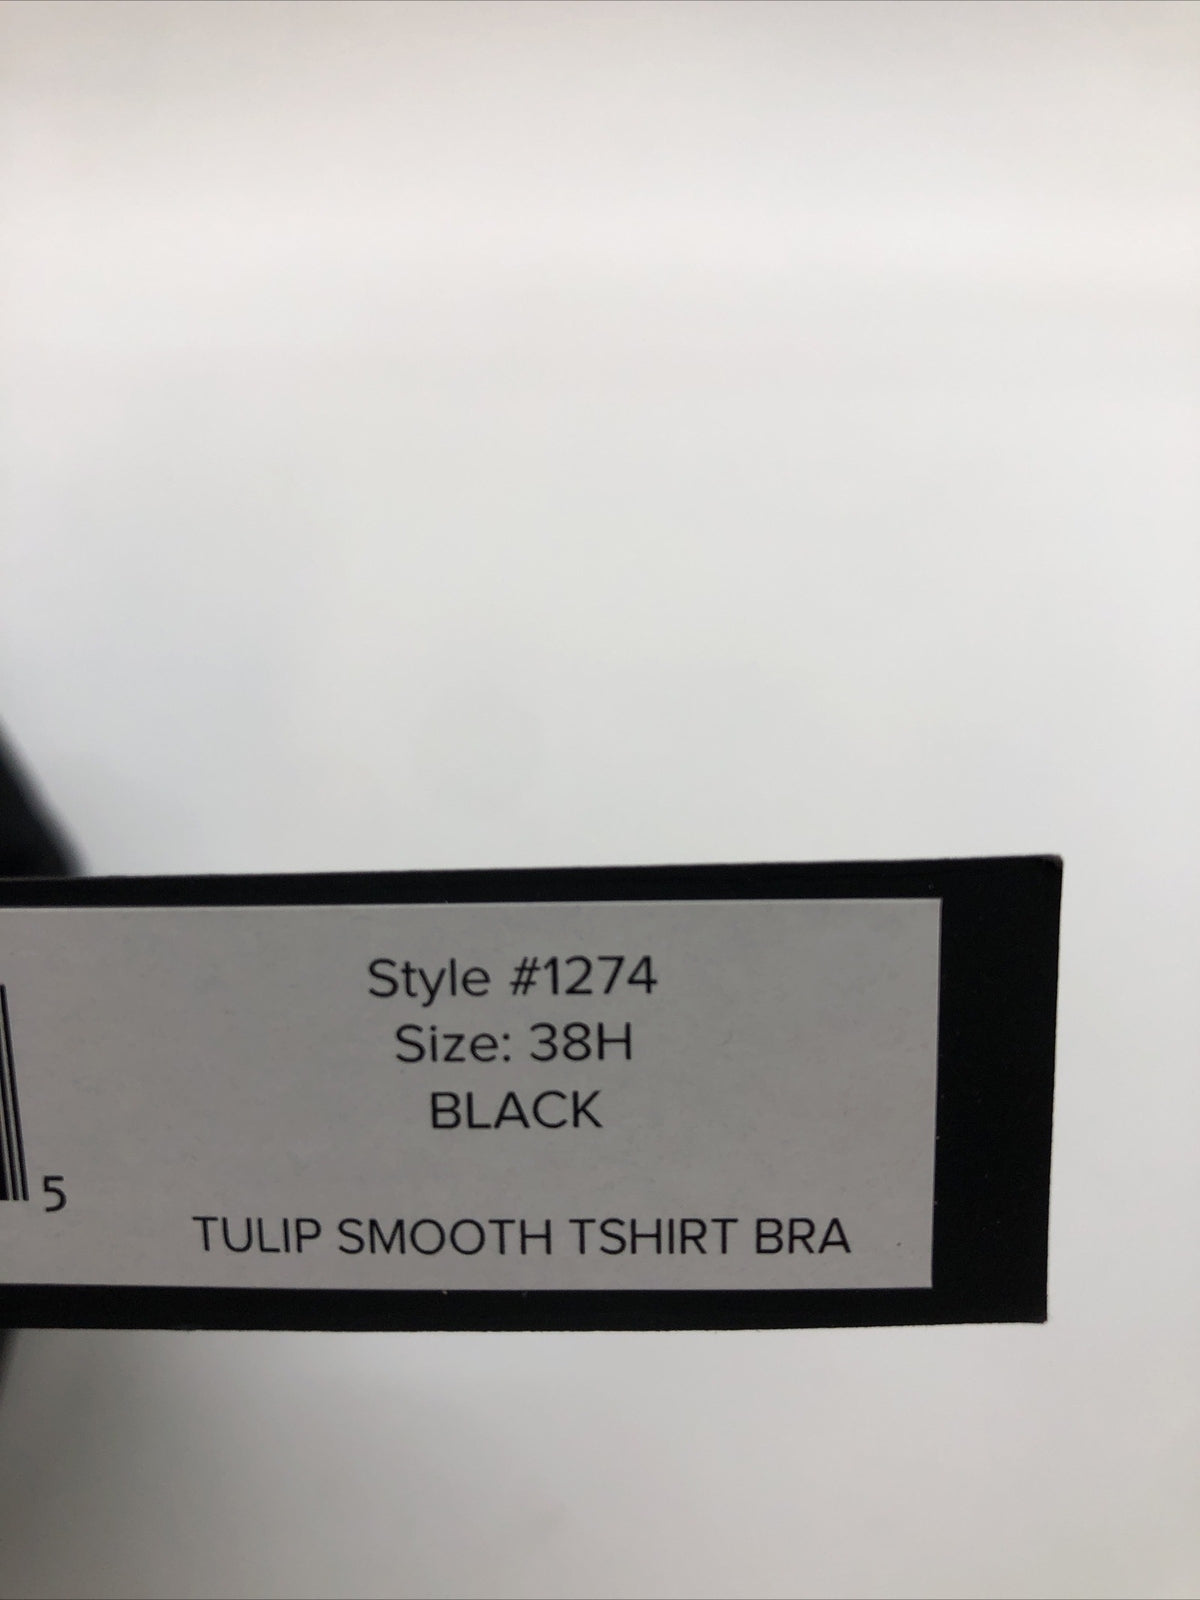 Style #1274
Size: 38H
BLACK
5
TULIP SMOOTH TSHIRT BRA